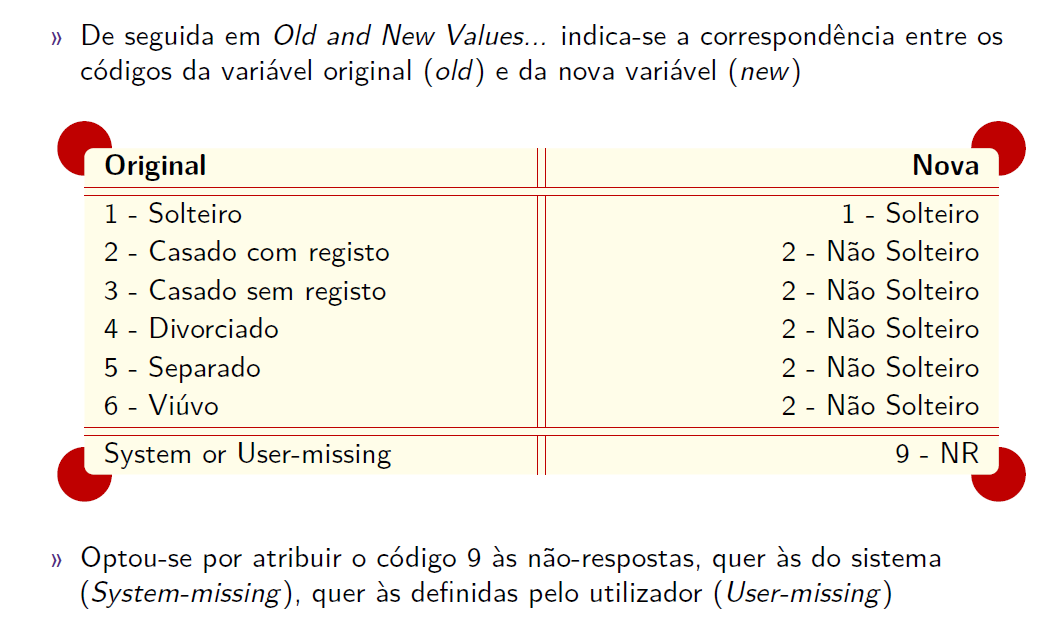 » De seguida em Old and New Values... indica-se a correspondência entre os
códigos da variável original (old) e da nova variável (new)
Original Nova
1 - Solteiro 1 - Solteiro
2 - Casado com registo 2 - Não Solteiro
3 - Casado sem registo 2 - Não Solteiro
4 - Divorciado 2 - Não Solteiro
5 - Separado 2 - Não Solteiro
6 - Viúvo 2 - Não Solteiro
System or User-missing 9 - NR
» Optou-se por atribuir o código 9 às não-respostas, quer às do sistema
(System-missing), quer às definidas pelo utilizador (User-missing)